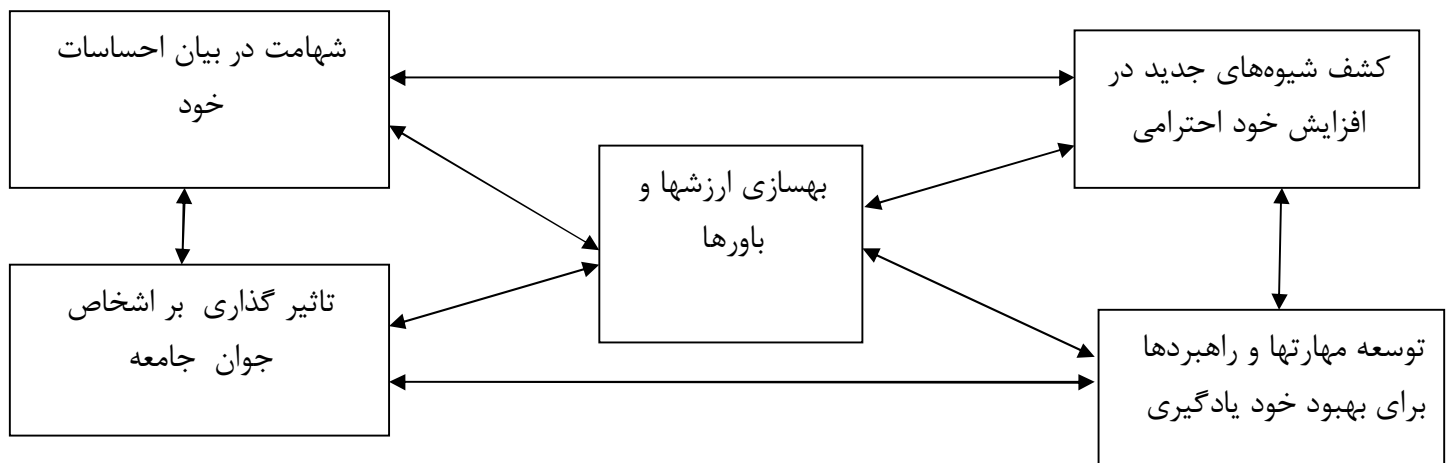 کشف شیوه‌های جدید در
افزایش خود احترامی
شهامت در بیان احساسات
خود
بهسازی ارزشها و
باورها
توسعه مهارتها و راهبردها
برای بهبود خود یادگیری
تاثیر گذاری بر اشخاص
جوان جامعه